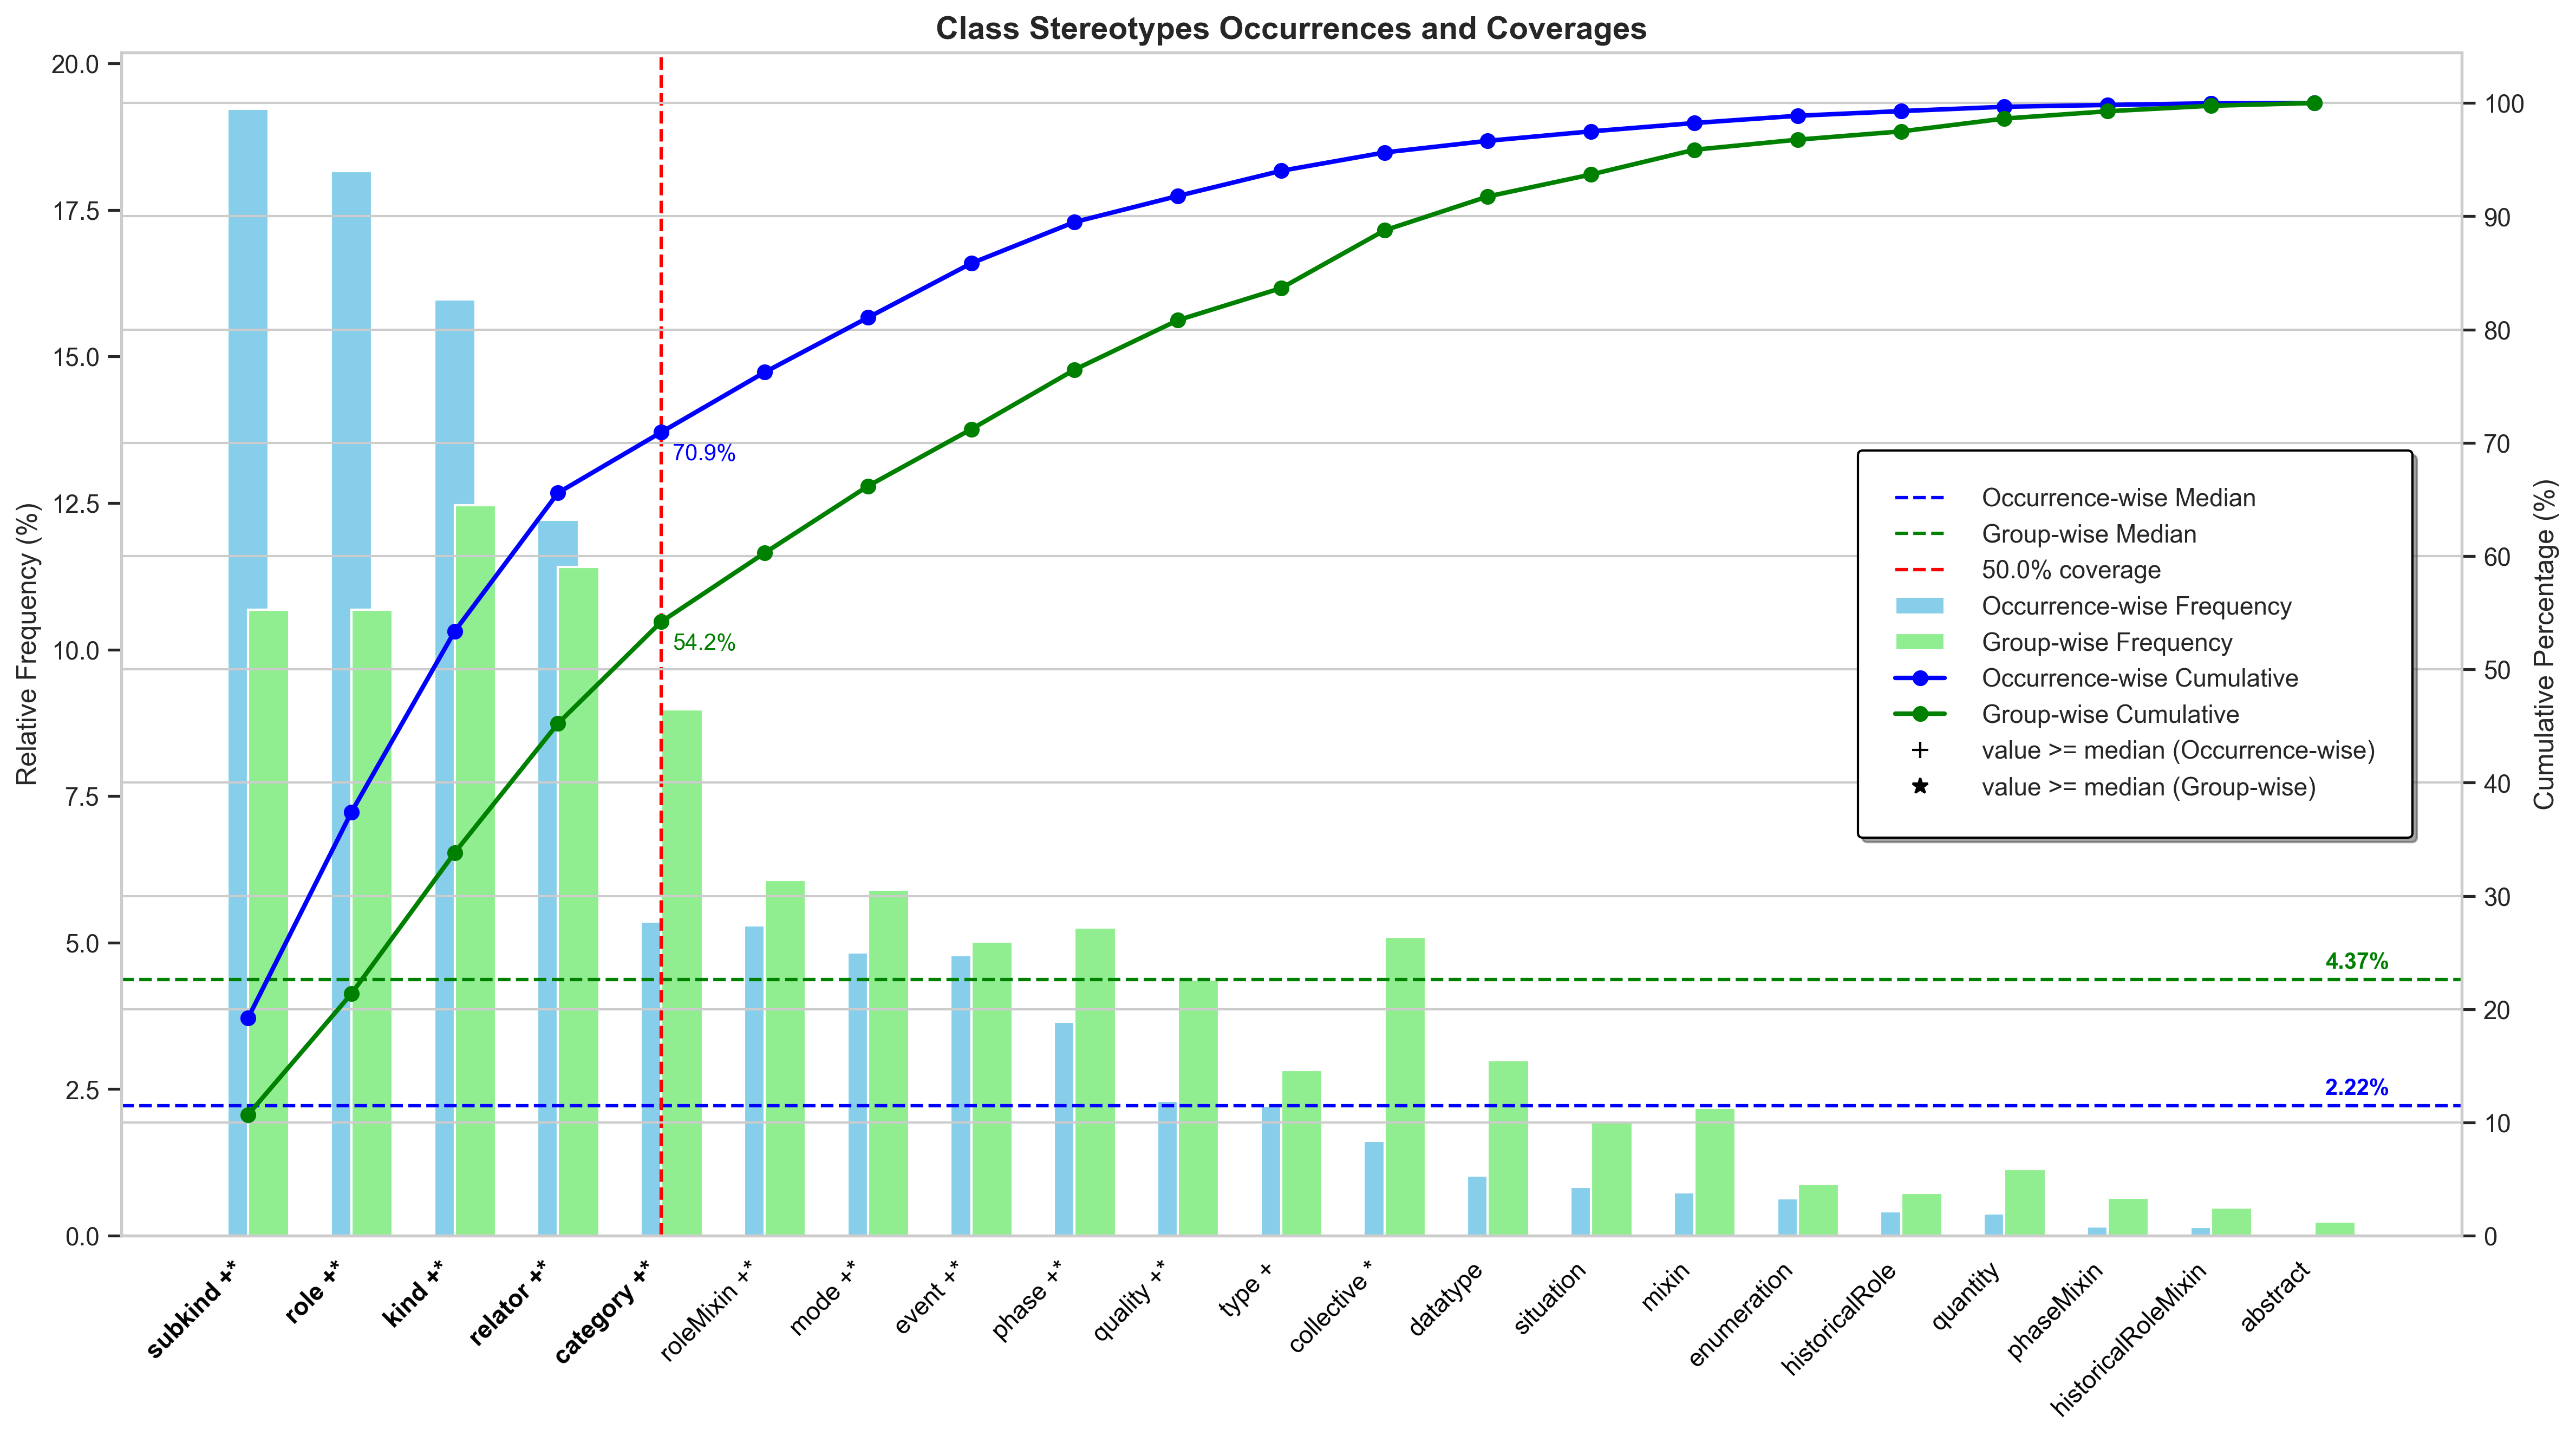 Class Stereotypes Occurrences and Coverages
Relative Frequency (%)
20.0
17.5
15.0
12.5
10.0
7.5
5.0
2.5
0.0
70.9%
54.2%
4.37%
2.22%
Occurrence-wise Median
Group-wise Median
50.0% coverage
Occurrence-wise Frequency
Group-wise Frequency
Occurrence-wise Cumulative
Group-wise Cumulative
value >= median (Occurrence-wise)
value >= median (Group-wise)
100
90
80
70
60
50
40
30
20
10
0
Cumulative Percentage (%)
subkind +*
role +*
kind +*
relator +*
category +*
roleMixin +*
mode +*
event +*
phase +*
quality +*
type +
collective *
datatype
situation
mixin
enumeration
historicalRole
quantity
phaseMixin
historicalRoleMixin
abstract